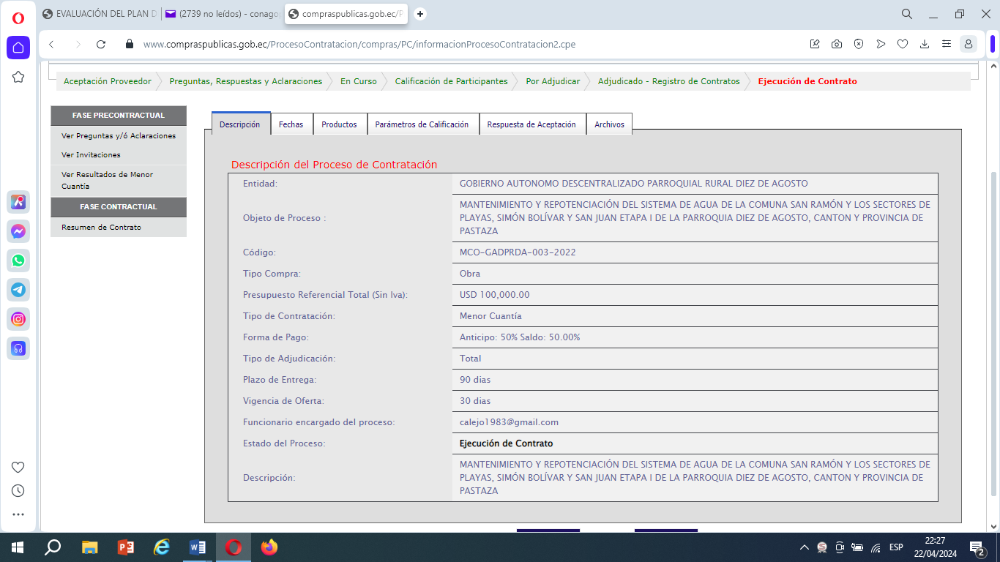 EVALUACIÓN DEL PLAN D
(2739 no leídos) - conago
compraspublicas.gob.ec/P
www.compraspublicas.gob.ec/ProcesoContratacion/compras/PC/informacionProcesoContratacion2.cpe
Aceptación Proveedor
Preguntas, Respuestas y Aclaraciones
En Curso
Calificación de Participantes
Por Adjudicar
Adjudicado - Registro de Contratos
Ejecución de Contrato
FASE PRECONTRACTUAL
Ver Preguntas y/ó Aclaraciones
Ver Invitaciones
Ver Resultados de Menor
Cuantía
FASE CONTRACTUAL
Resumen de Contrato
Descripción
Fechas
Productos
Parámetros de Calificación
Respuesta de Aceptación
Archivos
Descripción del Proceso de Contratación
Entidad:
GOBIERNO AUTONOMO DESCENTRALIZADO PARROQUIAL RURAL DIEZ DE AGOSTO
Objeto de Proceso :
MANTENIMIENTO Y REPOTENCIACIÓN DEL SISTEMA DE AGUA DE LA COMUNA SAN RAMÓN Y LOS SECTORES DE
PLAYAS, SIMÓN BOLÍVAR Y SAN JUAN ETAPA I DE LA PARROQUIA DIEZ DE AGOSTO, CANTON Y PROVINCIA DE
PASTAZA
Código:
MCO-GADPRDA-003-2022
Tipo Compra:
Obra
Presupuesto Referencial Total (Sin Iva):
USD 100,000.00
Tipo de Contratación:
Menor Cuantía
Forma de Pago:
Anticipo: 50% Saldo: 50.00%
Tipo de Adjudicación:
Total
Plazo de Entrega:
90 dias
Vigencia de Oferta:
30 dias
Funcionario encargado del proceso:
calejo1983@gmail.com
Estado del Proceso:
Ejecución de Contrato
Descripción:
MANTENIMIENTO Y REPOTENCIACIÓN DEL SISTEMA DE AGUA DE LA COMUNA SAN RAMÓN Y LOS SECTORES DE
PLAYAS, SIMÓN BOLÍVAR Y SAN JUAN ETAPA I DE LA PARROQUIA DIEZ DE AGOSTO, CANTON Y PROVINCIA DE
PASTAZA
ESP
22:27
22/04/2024
2